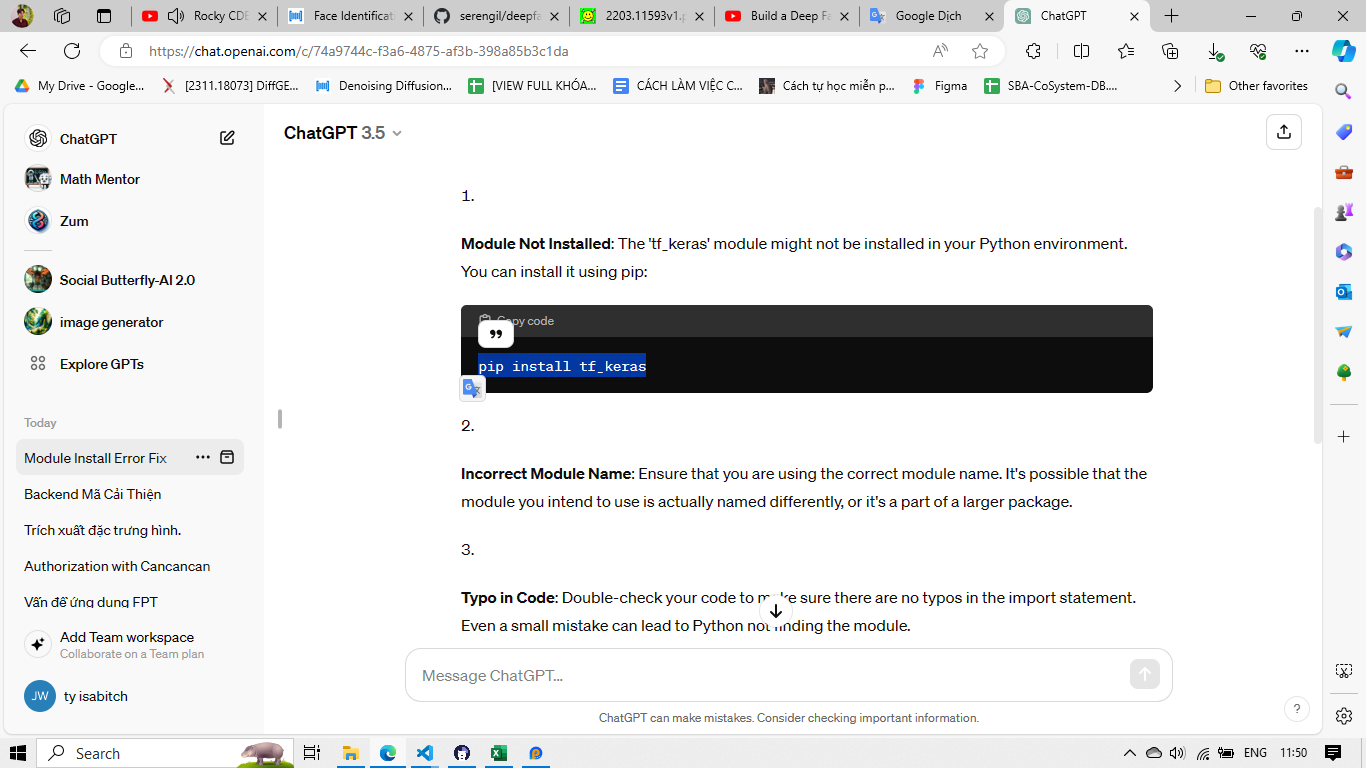 Rocky CDE
Face Identificat
serengil/deepfa
2203.11593v1.p
Build a Deep Fa
Google Dịch
ChatGPT
https://chat.openai.com/c/74a9744c-f3a6-4875-af3b-398a85b3c1da
My Drive - Google...
[2311.18073] DiffGE...
Denoising Diffusion...
[VIEW FULL KHÓA...
CÁCH LÀM VIỆC C...
Cách tự học miễn p...
Figma
SBA-CoSystem-DB....
Other favorites
ChatGPT
Math Mentor
Zum
Social Butterfly-AI 2.0
image generator
Explore GPTs
Today
Module Install Error Fix
Backend Mã Cải Thiện
Trích xuất đặc trưng hình.
Authorization with Cancancan
Vấn đề ứng dụng FPT
Add Team workspace
Collaborate on a Team plan
JW
ty isabitch
ChatGPT 3.5
1.
Module Not Installed: The 'tf_keras' module might not be installed in your Python environment.
You can install it using pip:
Copy code
pip install tf_keras
2.
Incorrect Module Name: Ensure that you are using the correct module name. It's possible that the
module you intend to use is actually named differently, or it's a part of a larger package.
3.
Typo in Code: Double-check your code to make sure there are no typos in the import statement.
Even a small mistake can lead to Python not finding the module.
Message ChatGPT...
ChatGPT can make mistakes. Consider checking important information.
?
Search
ENG
11:50